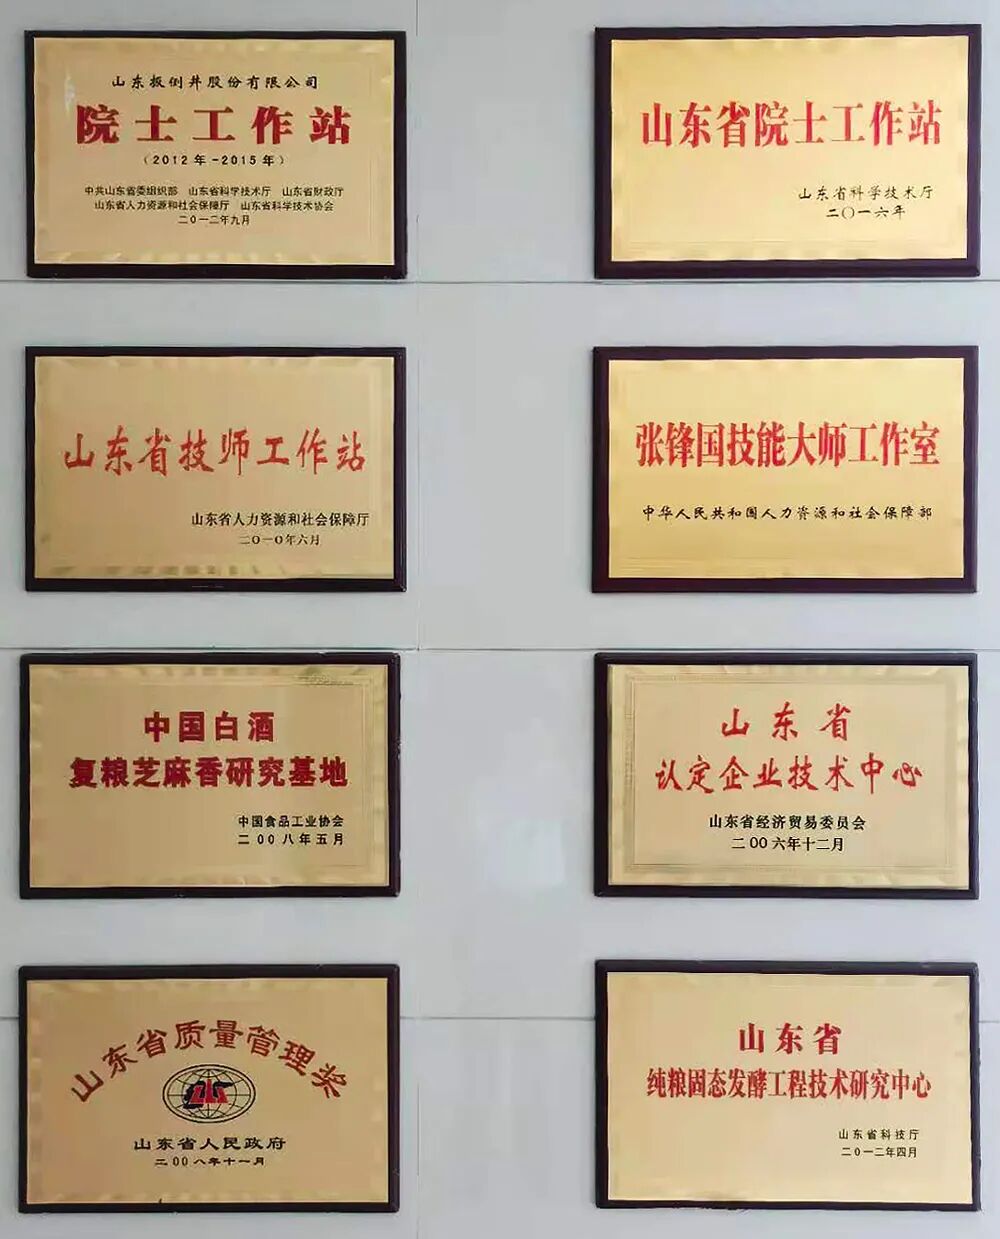 山东扳倒井股份有限公司
院士工作站
（2012年-2015年）
中共山东省委组织部 山东省科学技术厅 山东省财政厅
山东省人力资源和社会保障厅 山东省科学技术协会
二〇一二年九月
山东省院士工作站
山东省科学技术厅
二〇一六年
山东省技师工作站
山东省人力资源和社会保障厅
二〇一〇年六月
张锋国技能大师工作室
中华人民共和国人力资源和社会保障部
中国白酒
复粮芝麻香研究基地
中国食品工业协会
二00八年五月
山东省
认定企业技术中心
山东省经济贸易委员会
二00六年十二月
山东省质量管理奖
山东省人民政府
二00八年十一月
山东省
纯粮固态发酵工程技术研究中心
山东省科技厅
二〇一二年四月